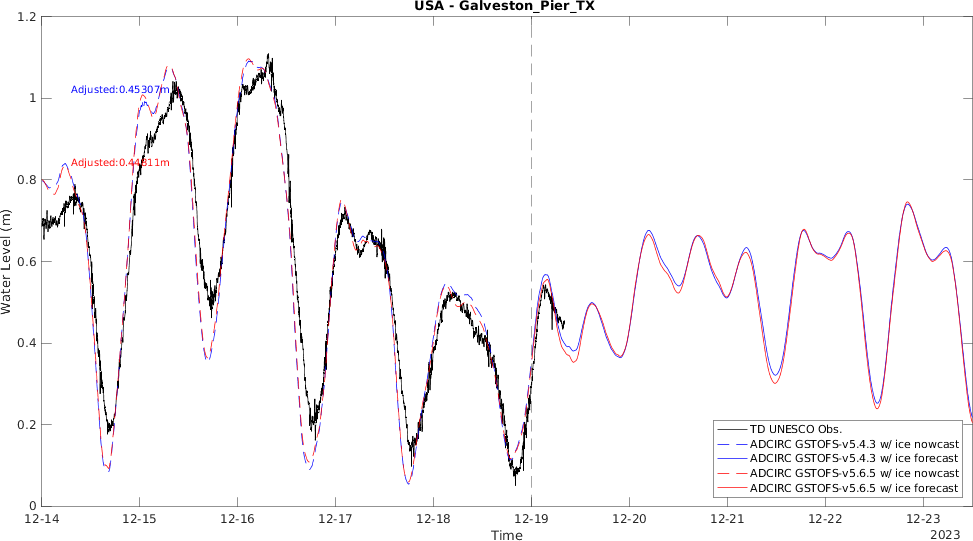 USA - Galveston_Pier_TX
1.2
1
0.8
0.6
0.4
0.2
0
Water Level (m)
Adjusted:0.45307m
Adjusted:0.44811m
TD UNESCO Obs.
ADCIRC GSTOFS-v5.4.3 w/ ice nowcast
ADCIRC GSTOFS-v5.4.3 w/ ice forecast
ADCIRC GSTOFS-v5.6.5 w/ ice nowcast
ADCIRC GSTOFS-v5.6.5 w/ ice forecast
12-14 12-15 12-16 12-17 12-18 12-19 12-20 12-21 12-22 12-23
Time
2023